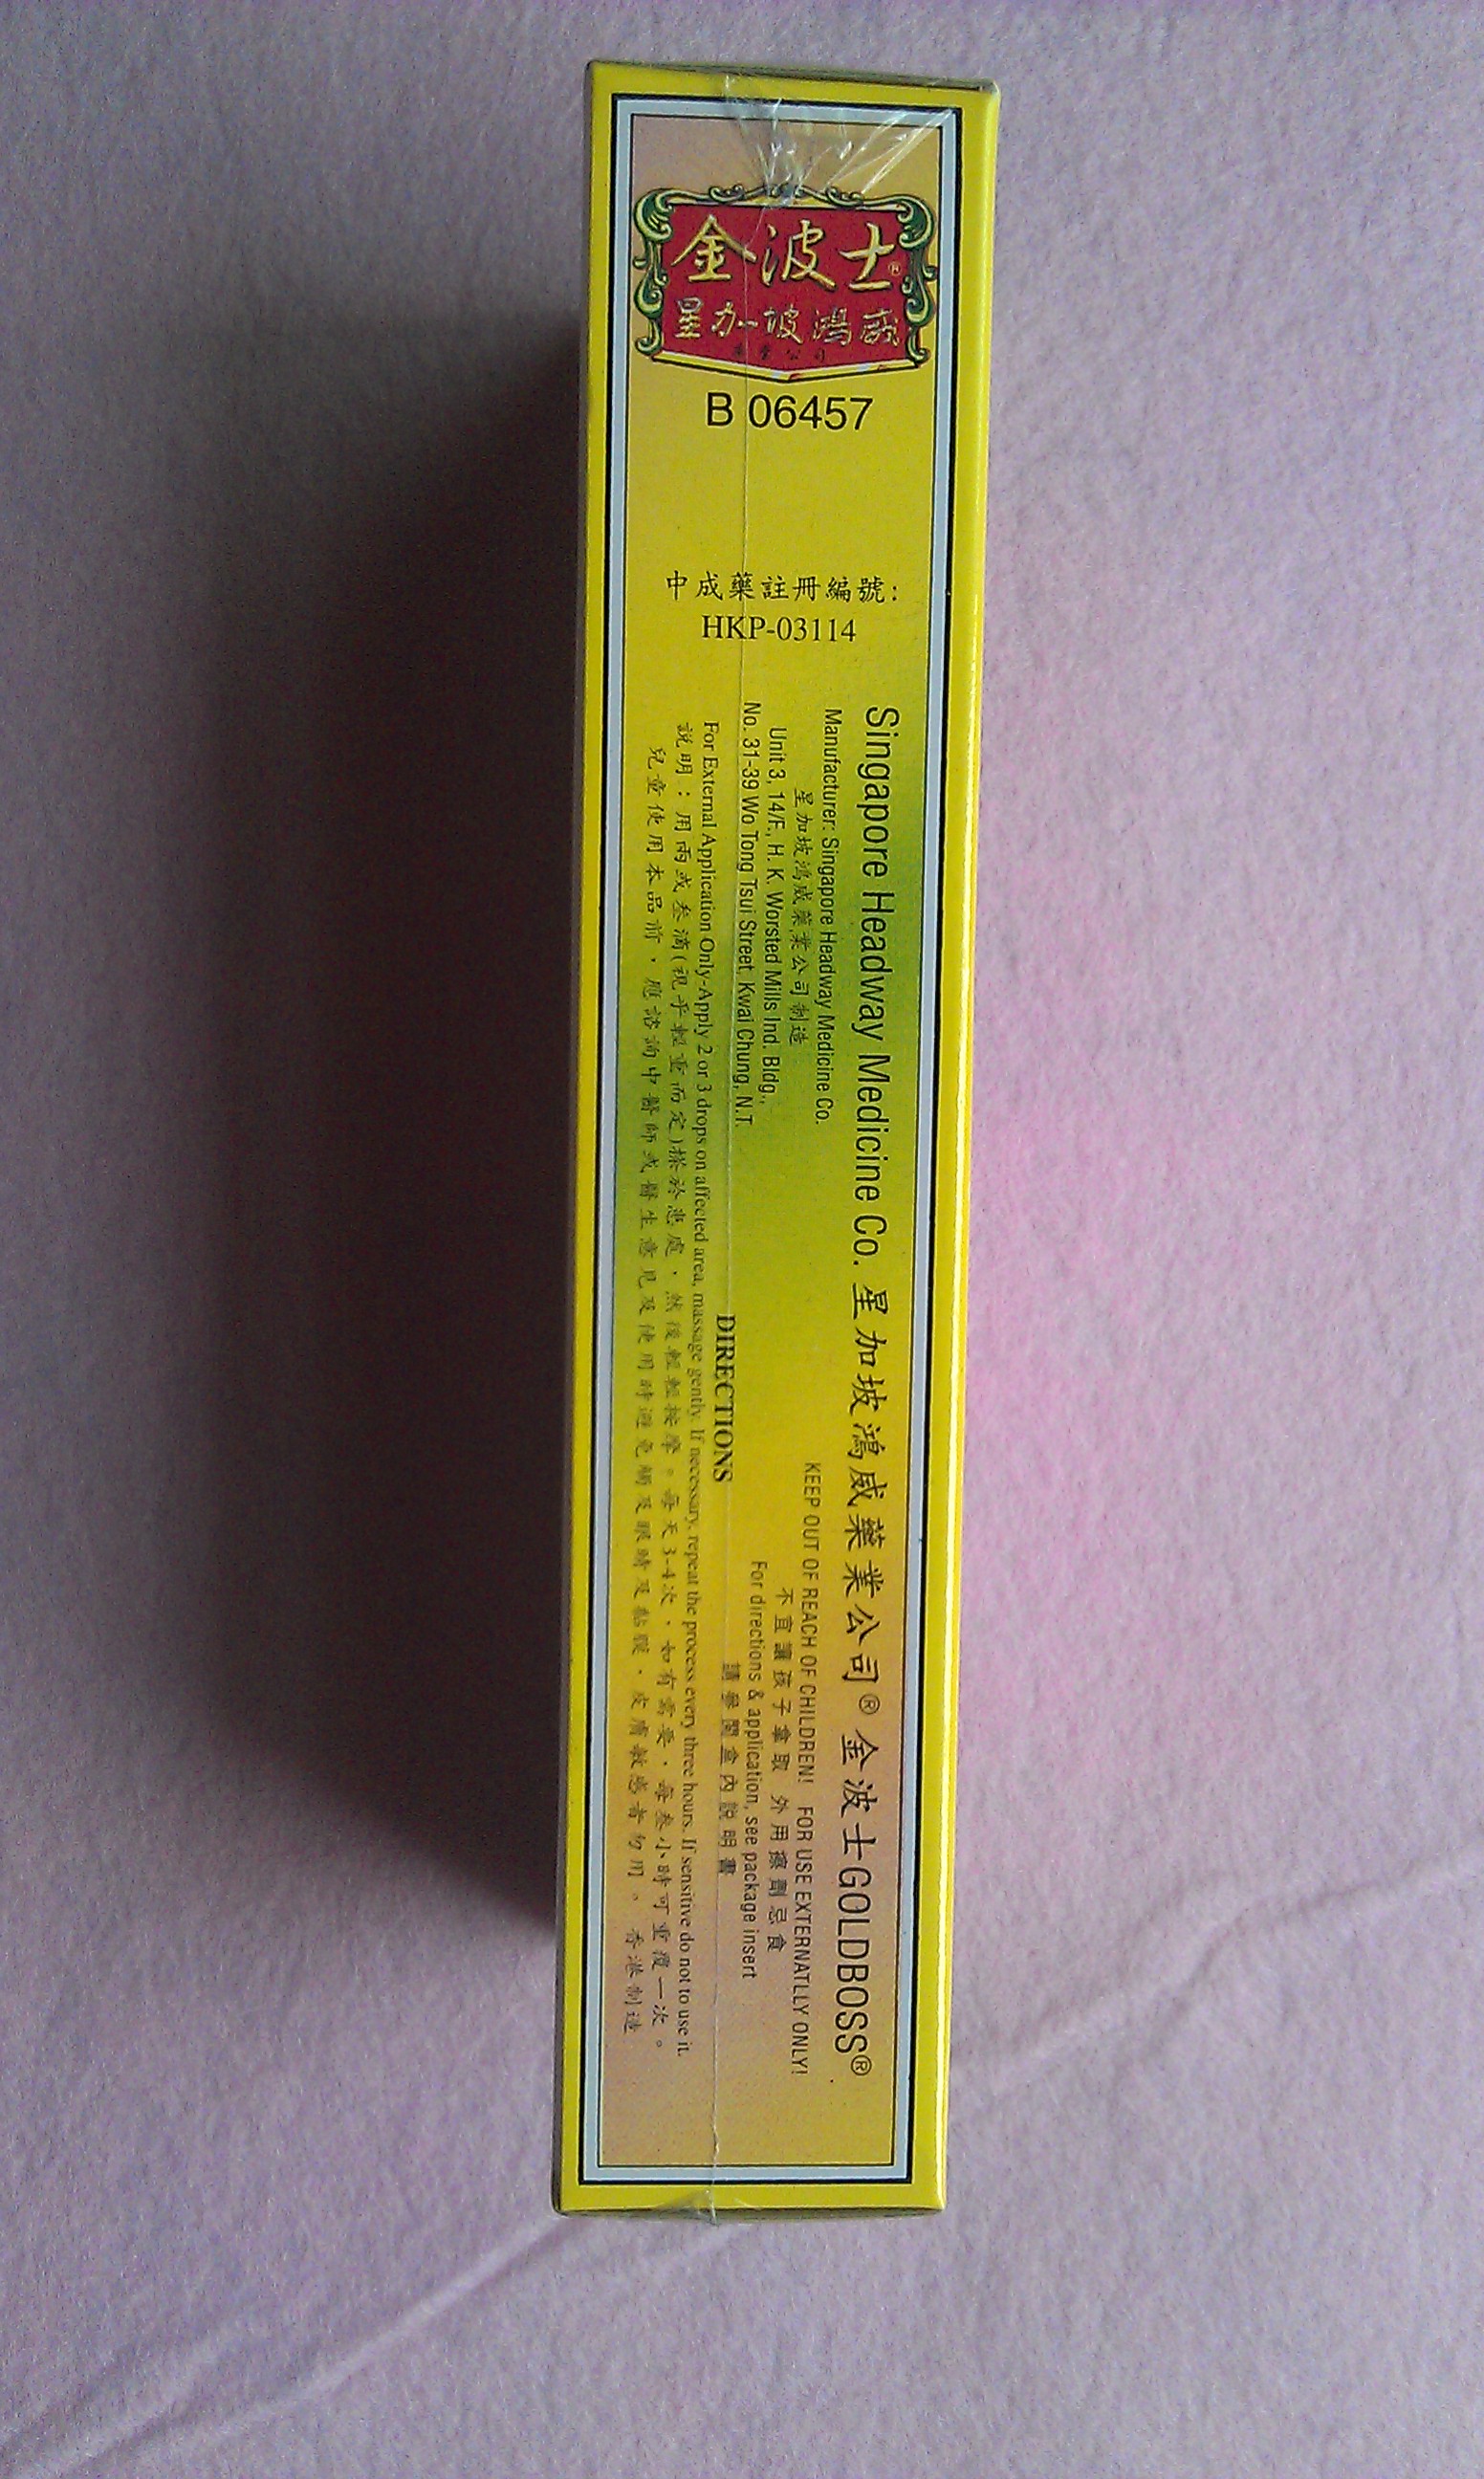 金波士®
星加坡鴻威
藥業公司
B 06457
中成藥註冊編號:
HKP-03114
Singapore Headway Medicine Co. 星加坡鴻威藥業公司® 金波士GOLDBOSS®
Manufacturer: Singapore Headway Medicine Co.
星加坡鴻威藥業公司制造
Unit 3, 14/F., H. K. Worsted Mills Ind. Bldg.,
No. 31-39 Wo Tong Tsui Street, Kwai Chung, N.T.
KEEP OUT OF REACH OF CHILDREN! FOR USE EXTERNATLLY ONLY!
不宜讓孩子拿取 外用擦劑忌食
For directions & application, see package insert
請參閱盒內説明書
DIRECTIONS
For External Application Only-Apply 2 or 3 drops on affected area, massage gently. If necessary, repeat the process every three hours. If sensitive do not to use it.
説明:用兩或叁滴(視乎輕重而定)搽於患處,然後輕輕按摩。每天3-4次,如有需要,每叁小時可重覆一次。
兒童使用本品前,應諮詢中醫師或醫生意見及使用時避免觸及眼睛及黏膜,皮膚敏感者勿用。 香港制造